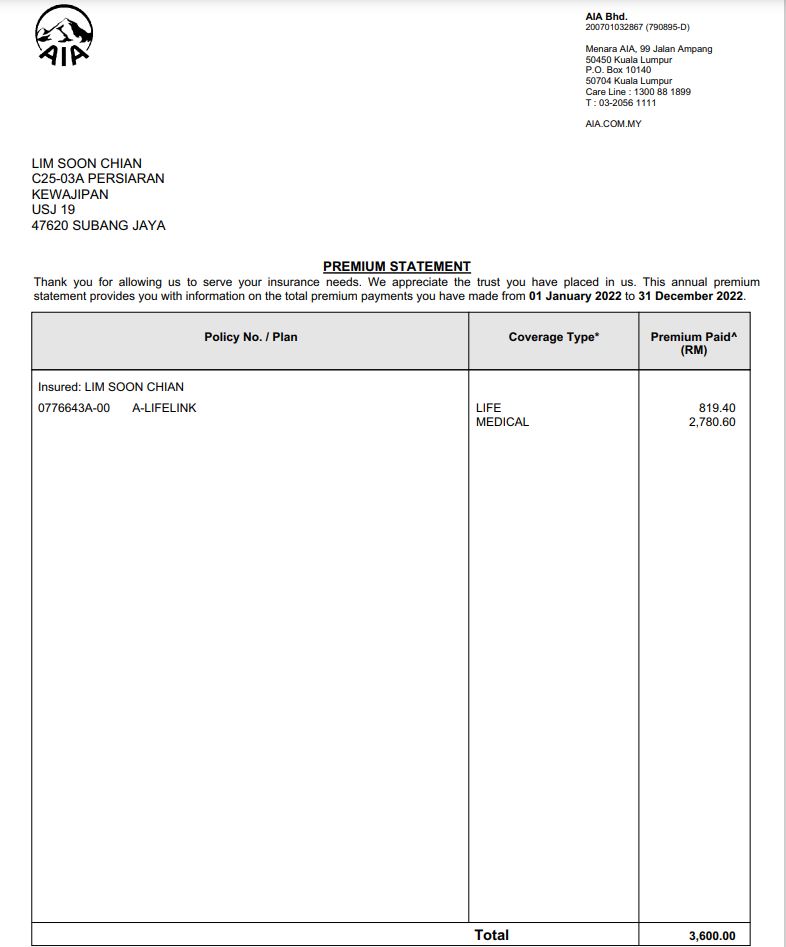 AIA
AIA Bhd.
200701032867 (790895-D)
Menara AIA, 99 Jalan Ampang
50450 Kuala Lumpur
P.O. Box 10140
50704 Kuala Lumpur
Care Line : 1300 88 1899
T : 03-2056 1111
AIA.COM.MY
LIM SOON CHIAN
C25-03A PERSIARAN
KEWAJIPAN
USJ 19
47620 SUBANG JAYA
PREMIUM STATEMENT
Thank you for allowing us to serve your insurance needs. We appreciate the trust you have placed in us. This annual premium
statement provides you with information on the total premium payments you have made from 01 January 2022 to 31 December 2022.
Policy No. / Plan Coverage Type* Premium Paid^
(RM)
Insured: LIM SOON CHIAN
0776643A-00 A-LIFELINK LIFE 819.40
MEDICAL 2,780.60
Total 3,600.00